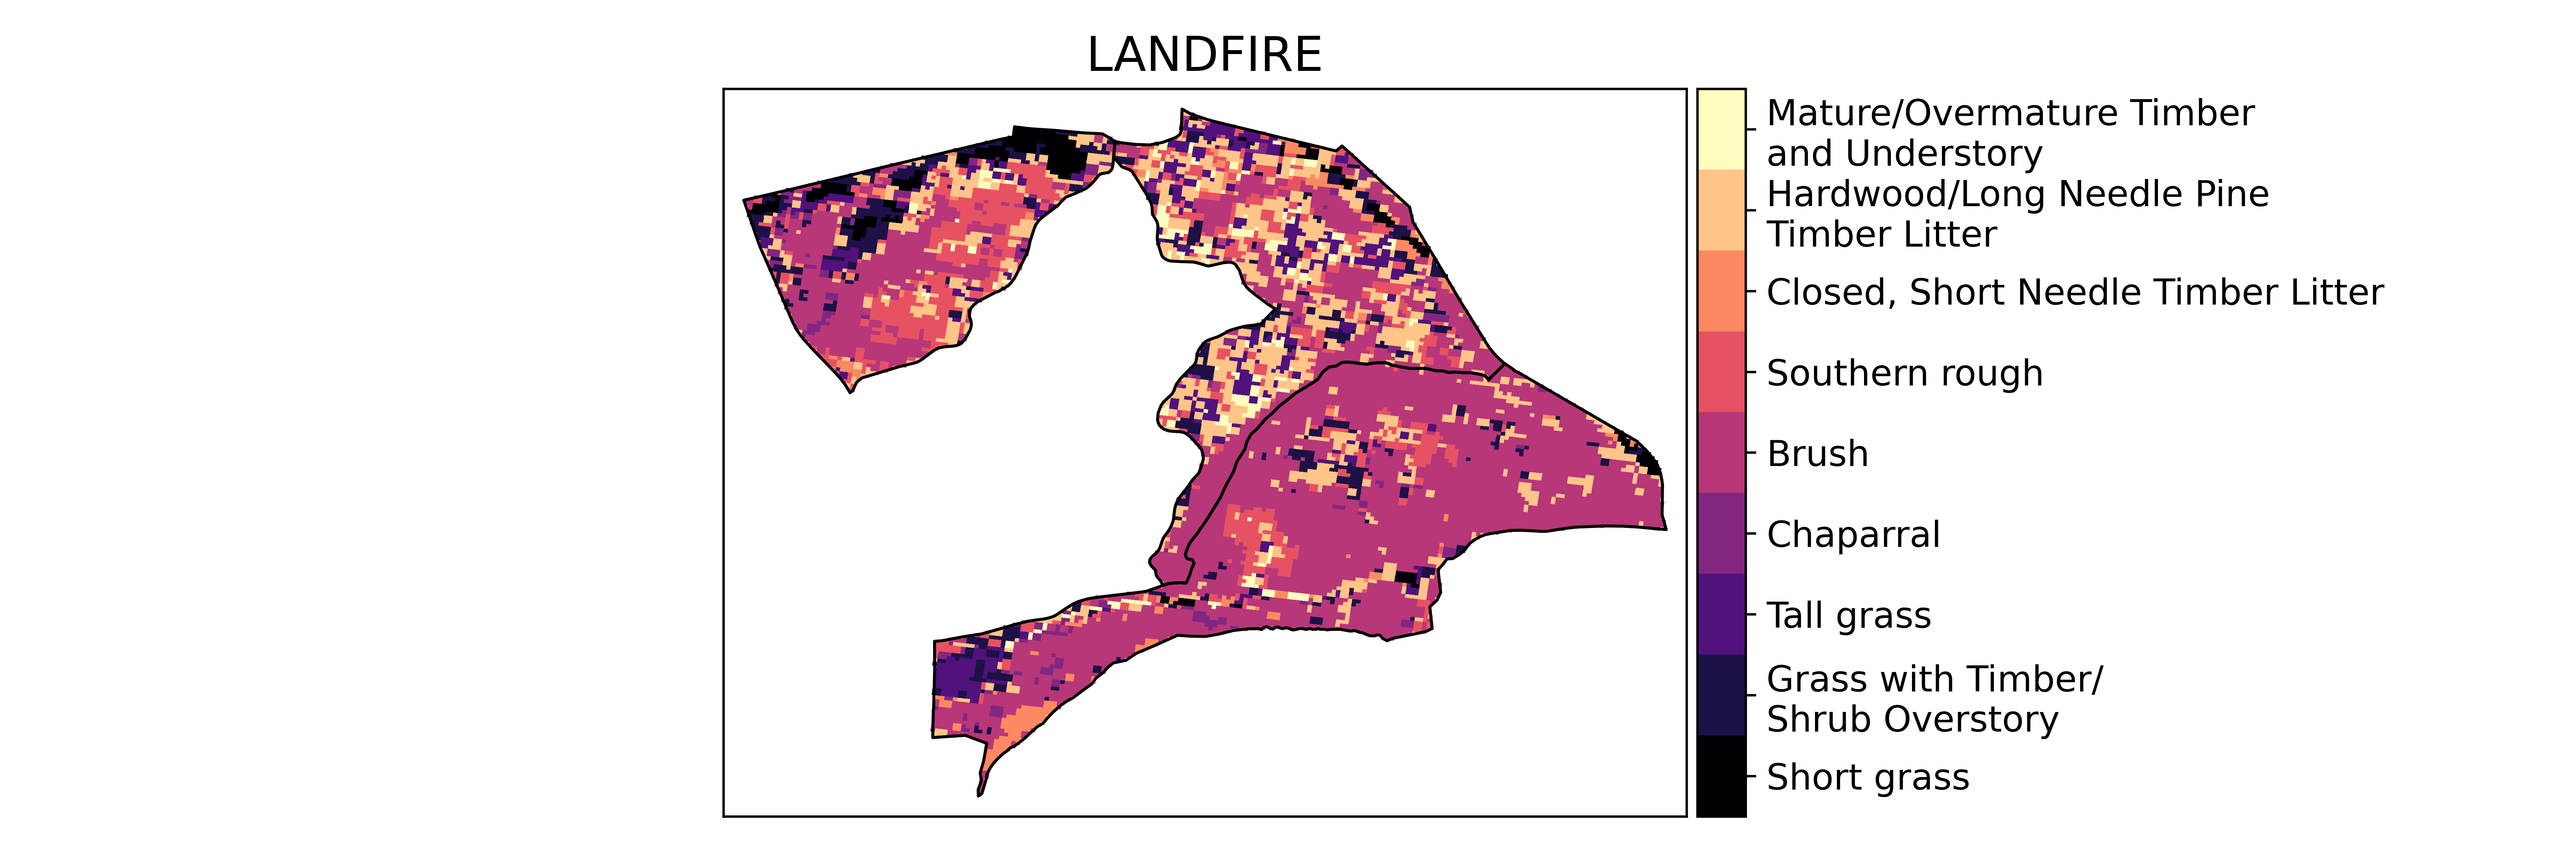 LANDFIRE
Mature/Overmature Timber
and Understory
Hardwood/Long Needle Pine
Timber Litter
Closed, Short Needle Timber Litter
Southern rough
Brush
Chaparral
Tall grass
Grass with Timber/
Shrub Overstory
Short grass